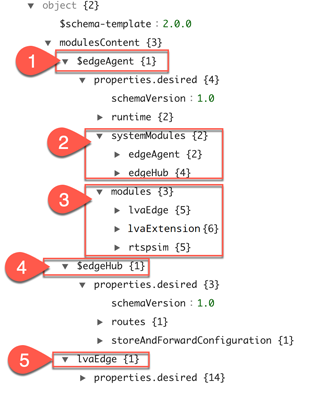 object {2}
$schema-template : 2.0.0
modulesContent {3}
1 $edgeAgent {1}
properties.desired {4}
schemaVersion : 1.0
runtime {2}
2 systemModules {2}
edgeAgent {2}
edgeHub {4}
3 modules {3}
lvaEdge {5}
lvaExtension {6}
rtspsim {5}
4 $edgeHub {1}
properties.desired {3}
schemaVersion : 1.0
routes {1}
storeAndForwardConfiguration {1}
5 lvaEdge {1}
properties.desired {14}